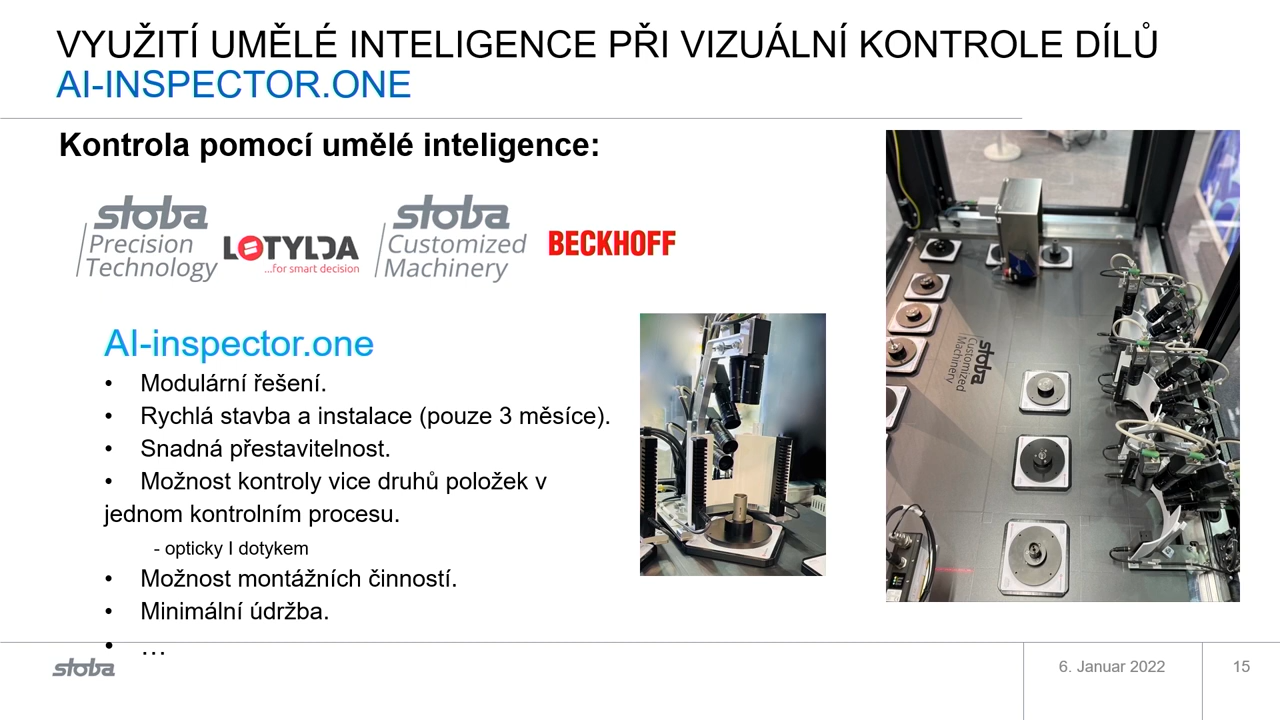 VYUŽITÍ UMĚLÉ INTELIGENCE PŘI VIZUÁLNÍ KONTROLE DÍLŮ
AI-INSPECTOR.ONE
Kontrola pomocí umělé inteligence:
stoba
Precision
Technology
LOTYLDA
...for smart decision
stoba
Customized
Machinery
BECKHOFF
AI-inspector.one
• Modulární řešení.
• Rychlá stavba a instalace (pouze 3 měsíce).
• Snadná přestavitelnost.
• Možnost kontroly vice druhů položek v
jednom kontrolním procesu.
- opticky I dotykem
• Možnost montážních činností.
• Minimální údržba.
• …
stoba
Customized
Machinery
stoba
6. Januar 2022
15